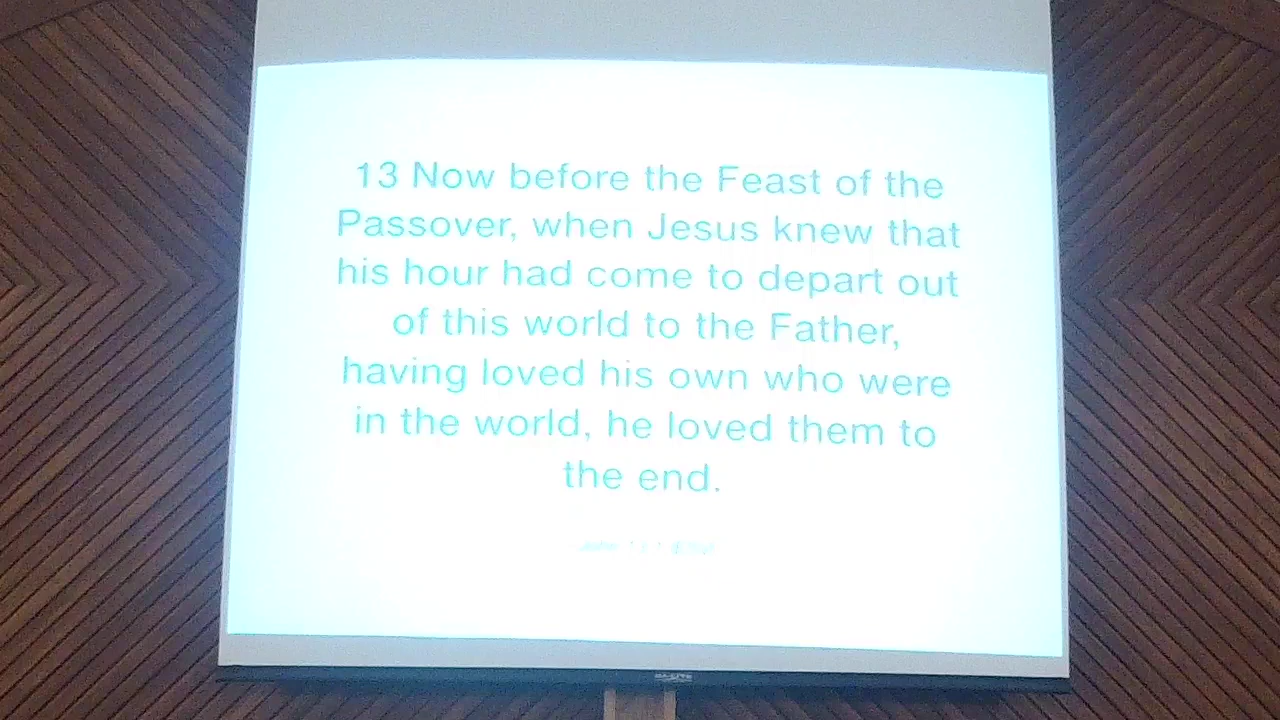 13 Now before the Feast of the
Passover, when Jesus knew that
his hour had come to depart out
of this world to the Father,
having loved his own who were
in the world, he loved them to
the end.
DA-LITE